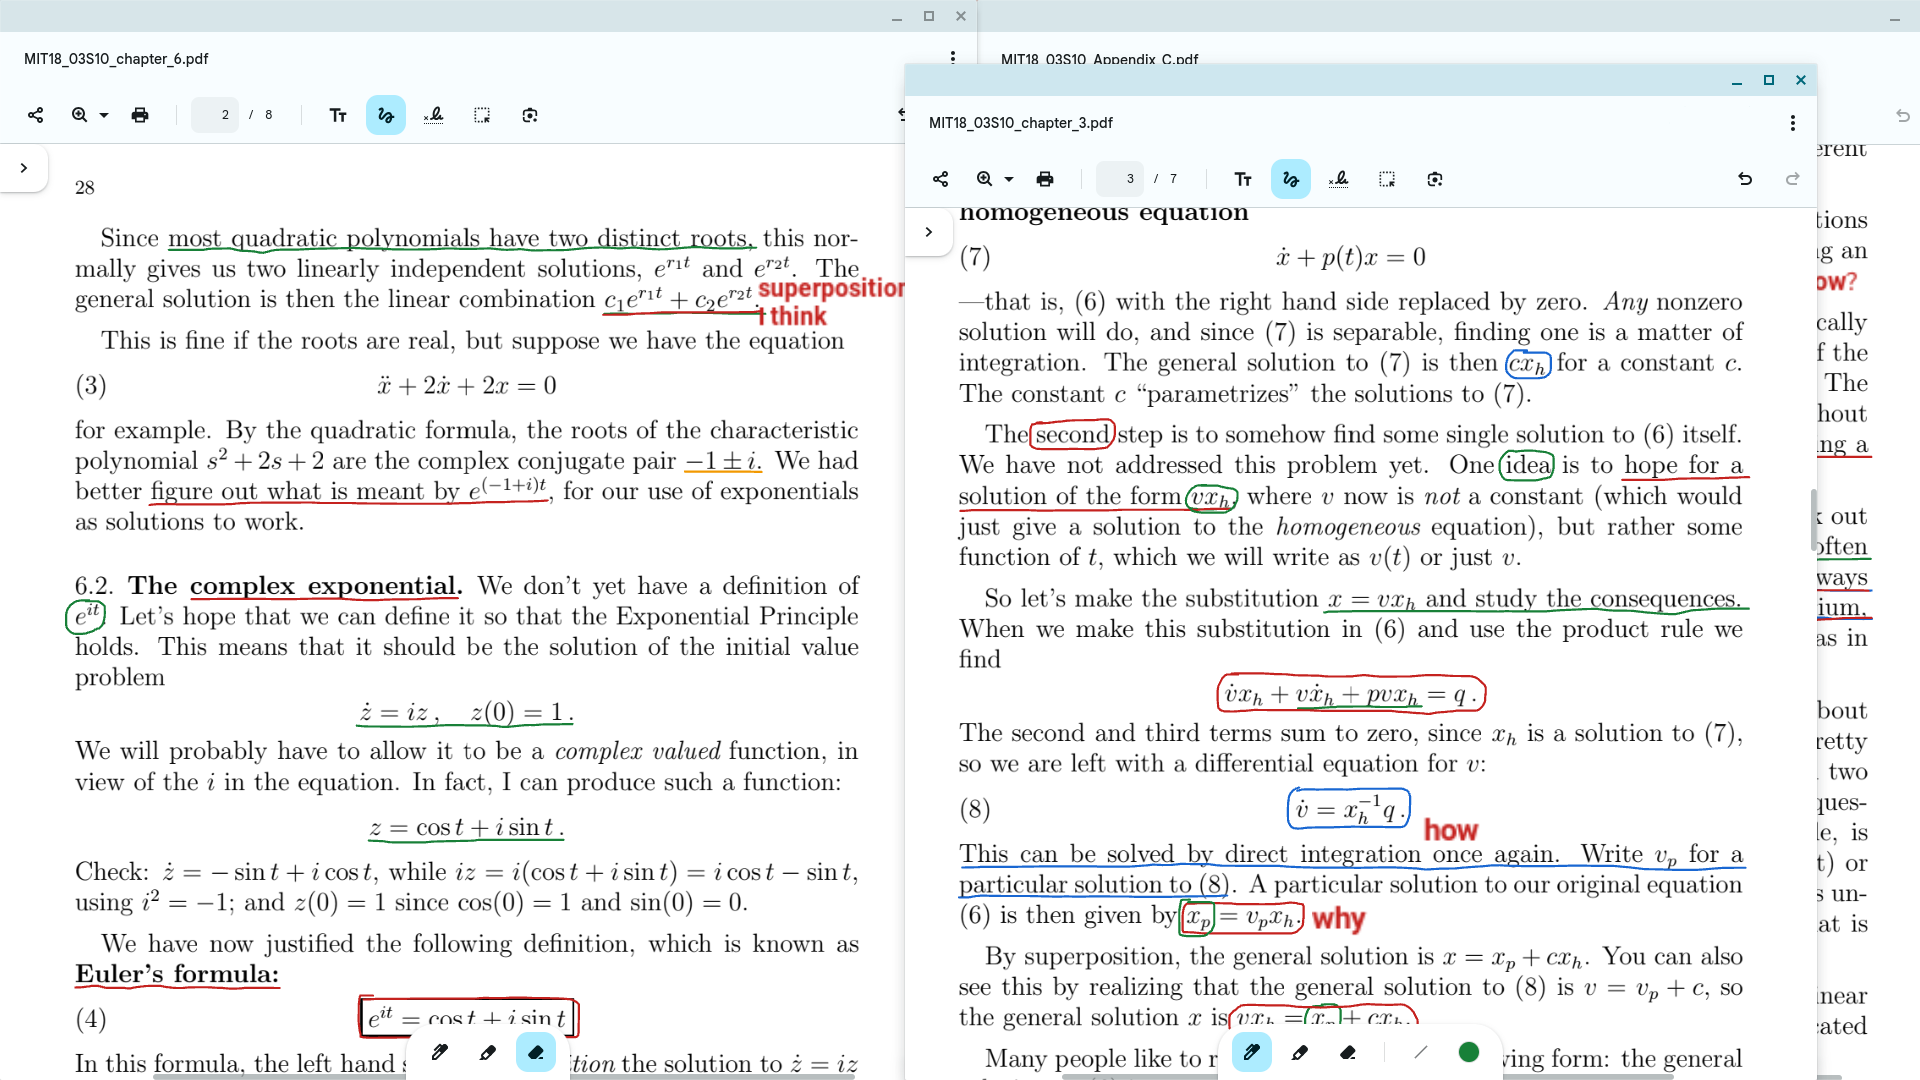 MIT18_03S10_chapter_6.pdf
2 / 8
28
Since most quadratic polynomials have two distinct roots, this nor-
mally gives us two linearly independent solutions, e^{r_1t} and e^{r_2t}. The
general solution is then the linear combination c_1e^{r_1t} + c_2e^{r_2t}.
superposition
I think
This is fine if the roots are real, but suppose we have the equation
(3) ẍ + 2ẋ + 2x = 0
for example. By the quadratic formula, the roots of the characteristic
polynomial s² + 2s + 2 are the complex conjugate pair −1 ± i. We had
better figure out what is meant by e^{(−1+i)t}, for our use of exponentials
as solutions to work.
6.2. The complex exponential. We don't yet have a definition of
e^{it}. Let's hope that we can define it so that the Exponential Principle
holds. This means that it should be the solution of the initial value
problem
ż = iz , z(0) = 1 .
We will probably have to allow it to be a complex valued function, in
view of the i in the equation. In fact, I can produce such a function:
z = cos t + i sin t .
Check: ż = − sin t + i cos t, while iz = i(cos t + i sin t) = i cos t − sin t,
using i² = −1; and z(0) = 1 since cos(0) = 1 and sin(0) = 0.
We have now justified the following definition, which is known as
Euler's formula:
(4) e^{it} = cos t + i sin t
In this formula, the left hand s
tion the solution to ż = iz
MIT18_03S10_Appendix_C.pdf
MIT18_03S10_chapter_3.pdf
3 / 7
homogeneous equation
(7) ẋ + p(t)x = 0
—that is, (6) with the right hand side replaced by zero. Any nonzero
solution will do, and since (7) is separable, finding one is a matter of
integration. The general solution to (7) is then cx_h for a constant c.
The constant c “parametrizes” the solutions to (7).
The second step is to somehow find some single solution to (6) itself.
We have not addressed this problem yet. One idea is to hope for a
solution of the form vx_h, where v now is not a constant (which would
just give a solution to the homogeneous equation), but rather some
function of t, which we will write as v(t) or just v.
So let's make the substitution x = vx_h and study the consequences.
When we make this substitution in (6) and use the product rule we
find
v̇x_h + vẋ_h + pvx_h = q .
The second and third terms sum to zero, since x_h is a solution to (7),
so we are left with a differential equation for v:
(8) v̇ = x_h^{−1}q .
how
This can be solved by direct integration once again. Write v_p for a
particular solution to (8). A particular solution to our original equation
(6) is then given by x_p = v_px_h.
why
By superposition, the general solution is x = x_p + cx_h. You can also
see this by realizing that the general solution to (8) is v = v_p + c, so
the general solution x is vx_h = x_p + cx_h.
Many people like to r
ving form: the general
erent
tions
g an
ow?
cally
f the
The
hout
ng a
k out
often
ways
ium,
as in
bout
retty
two
ques-
le, is
t) or
s un-
at is
inear
cated